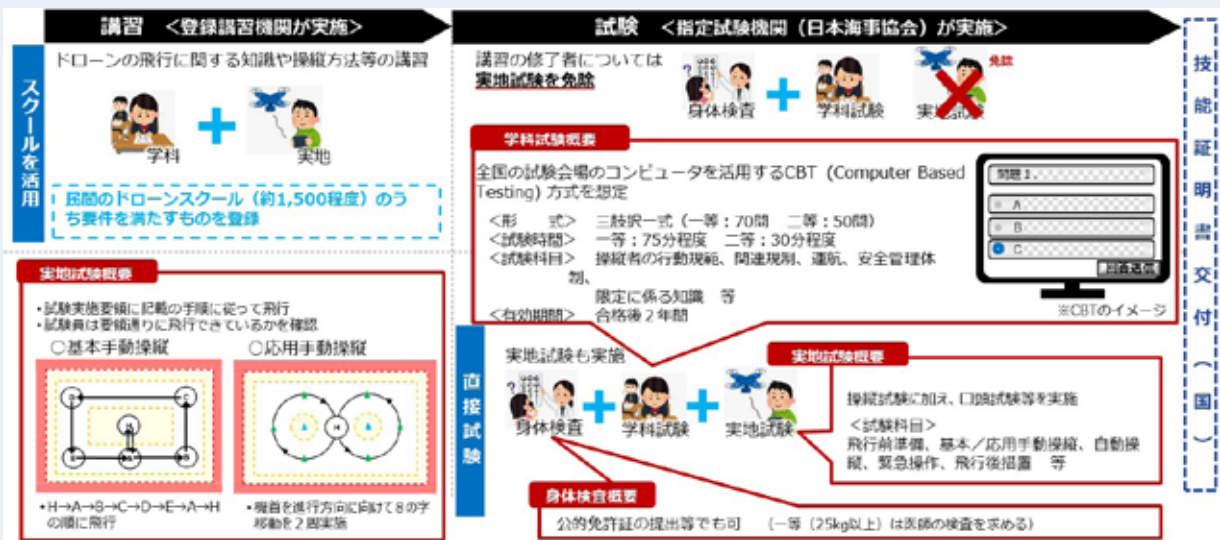 講習 <登録講習機関が実施>
試験 <指定試験機関（日本海事協会）が実施>
スクールを活用
ドローンの飛行に関する知識や操縦方法等の講習
学科
実地
民間のドローンスクール（約1,500程度）のう
ち要件を満たすものを登録
講習の修了者については
実地試験を免除
身体検査
学科試験
実地試験
免除
学科試験概要
全国の試験会場のコンピュータを活用するCBT (Computer Based
Testing) 方式を想定
<形　式>　三肢択一式（一等：70問　二等：50問）
<試験時間>　一等：75分程度　二等：30分程度
<試験科目>　操縦者の行動規範、関連規制、運航、安全管理体
制、
限定に係る知識　等
<有効期間>　合格後２年間
問題１.
A
B
C
回答送信
※CBTのイメージ
実地試験概要
・試験実施要領に記載の手順に従って飛行
・試験員は要領通りに飛行できているかを確認
○基本手動操縦
○応用手動操縦
H
・H→A→B→C→D→E→A→H
の順に飛行
・機首を進行方向に向けて８の字
移動を２周実施
直接試験
実地試験も実施
身体検査
学科試験
実地試験
実地試験概要
操縦試験に加え、口頭試験等を実施
<試験科目>
飛行前準備、基本／応用手動操縦、自動操
縦、緊急操作、飛行後措置　等
身体検査概要
公的免許証の提出等でも可　（一等（25kg以上）は医師の検査を求める）
技能証明書交付（国）